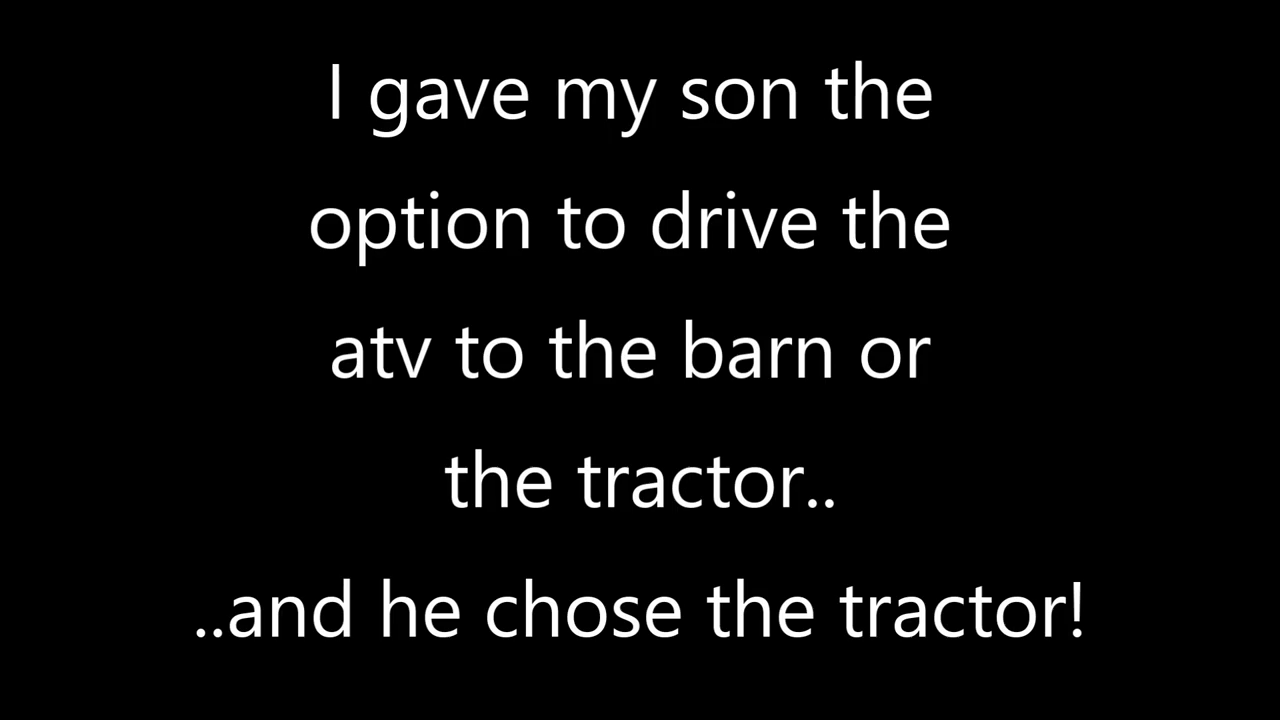 I gave my son the
option to drive the
atv to the barn or
the tractor..
..and he chose the tractor!